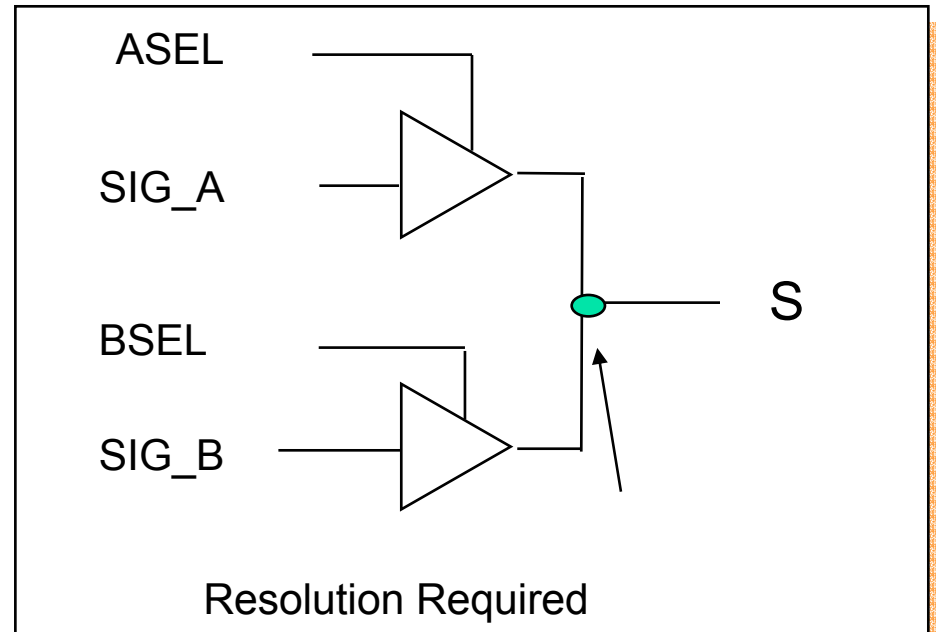 ASEL
SIG_A
S
BSEL
SIG_B
Resolution Required